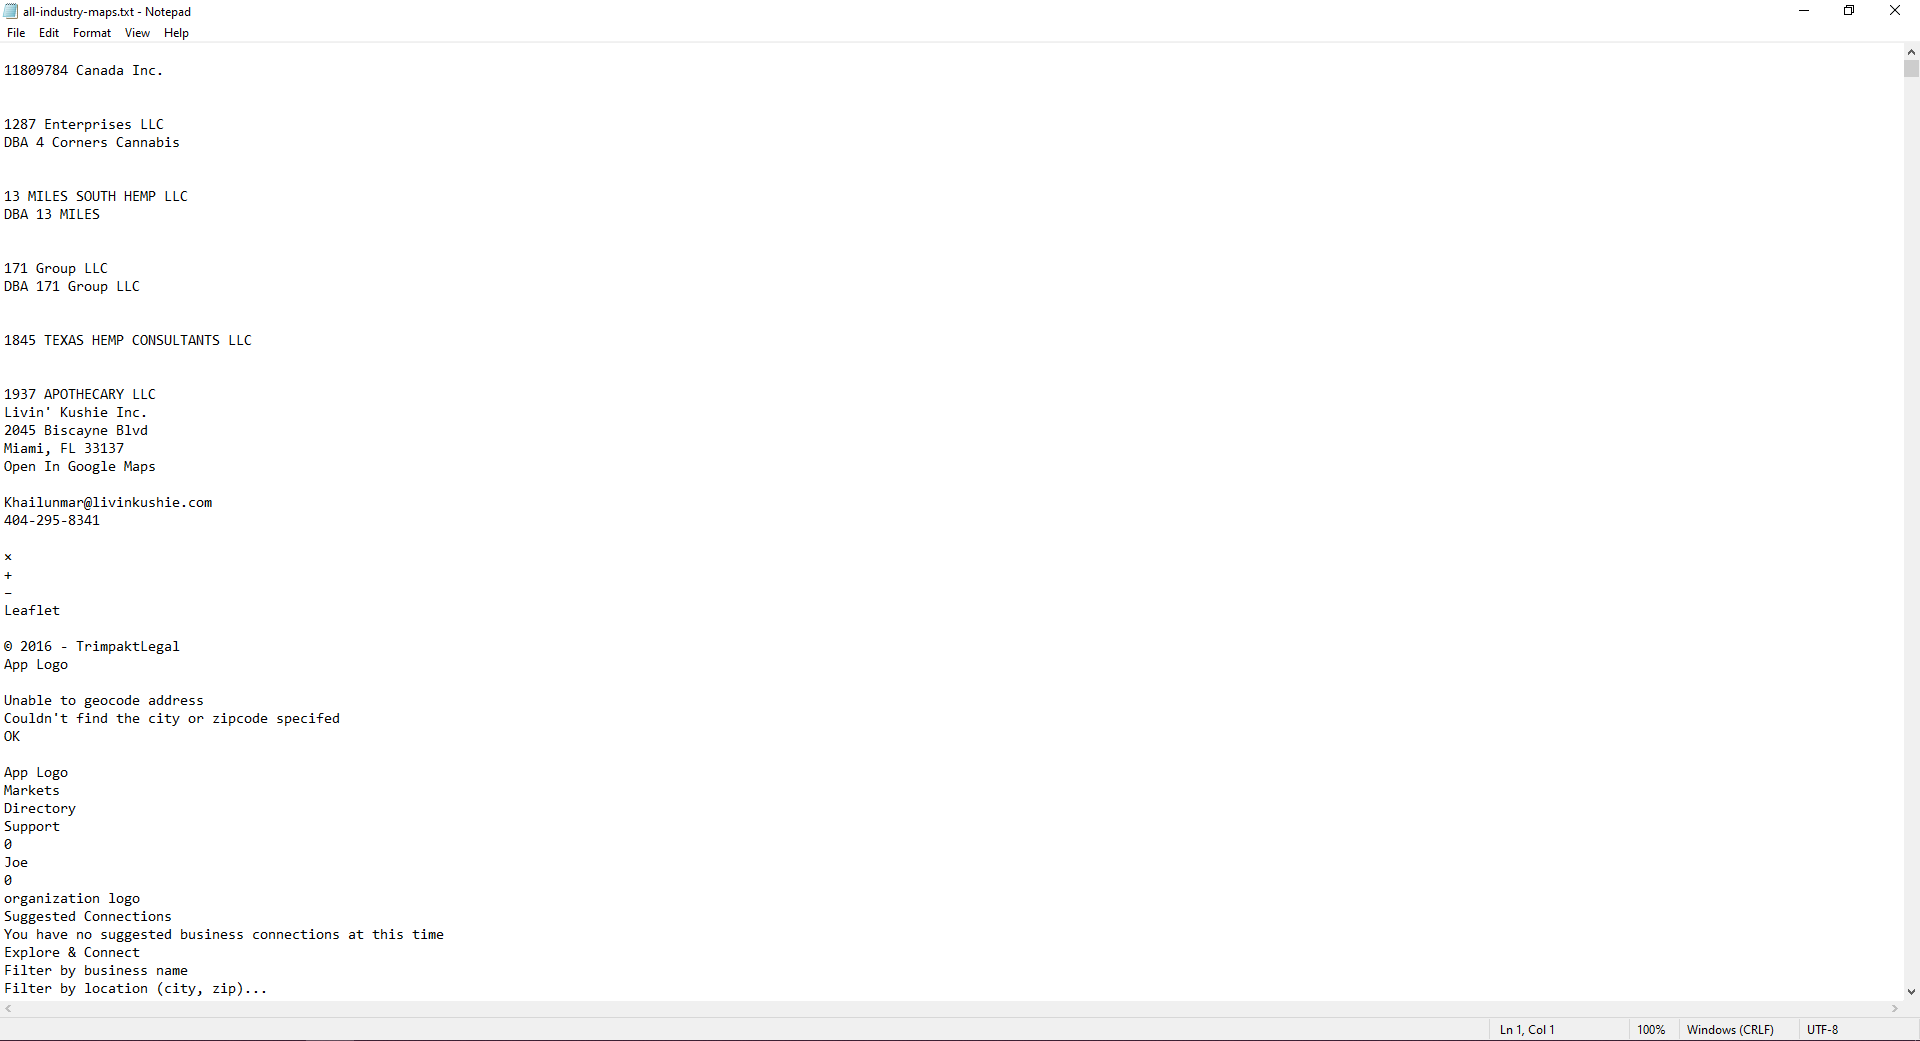 all-industry-maps.txt - Notepad
File Edit Format View Help
11809784 Canada Inc.
1287 Enterprises LLC
DBA 4 Corners Cannabis
13 MILES SOUTH HEMP LLC
DBA 13 MILES
171 Group LLC
DBA 171 Group LLC
1845 TEXAS HEMP CONSULTANTS LLC
1937 APOTHECARY LLC
Livin' Kushie Inc.
2045 Biscayne Blvd
Miami, FL 33137
Open In Google Maps
Khailunmar@livinkushie.com
404-295-8341
×
+
−
Leaflet
© 2016 - TrimpaktLegal
App Logo
Unable to geocode address
Couldn't find the city or zipcode specifed
OK
App Logo
Markets
Directory
Support
0
Joe
0
organization logo
Suggested Connections
You have no suggested business connections at this time
Explore & Connect
Filter by business name
Filter by location (city, zip)...
Ln 1, Col 1 100% Windows (CRLF) UTF-8